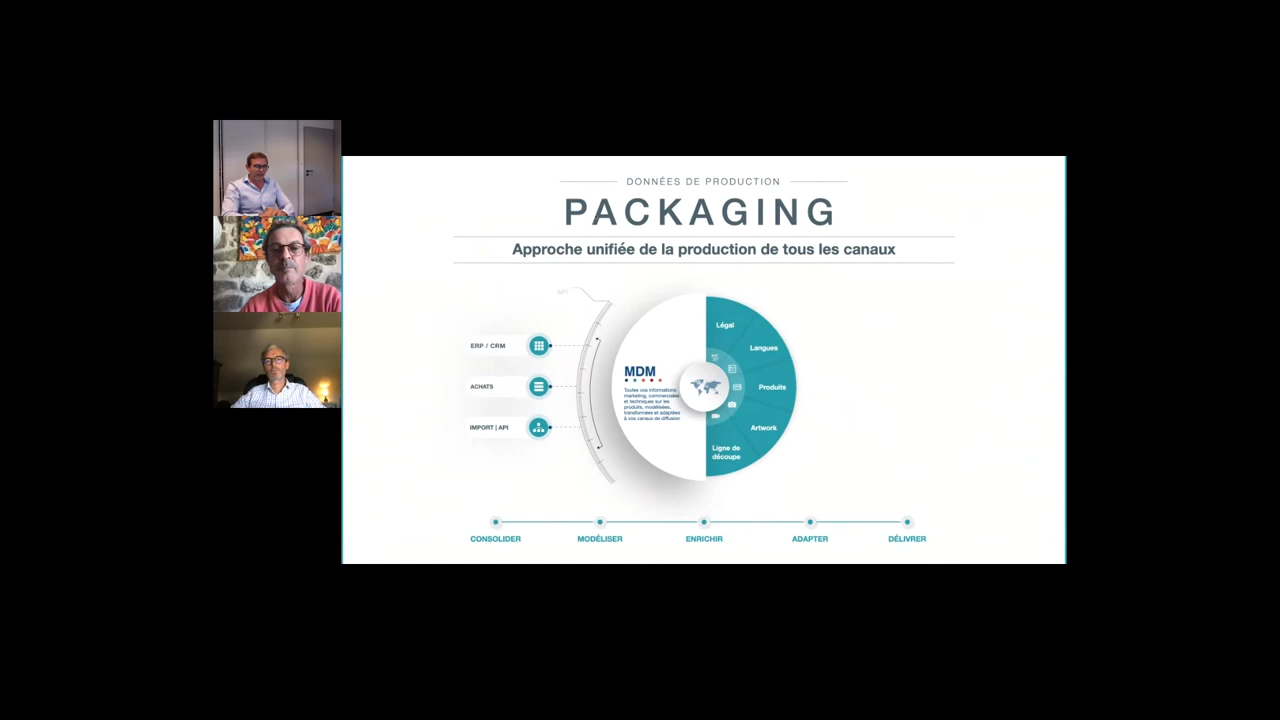 DONNÉES DE PRODUCTION
PACKAGING
Approche unifiée de la production de tous les canaux
API
ERP / CRM
ACHATS
IMPORT | API
MDM
Toutes vos informations
marketing, commerciales
et techniques sur les
produits, modélisées,
transformées et adaptées
à vos canaux de diffusion
Légal
Langues
Produits
Artwork
Ligne de
découpe
CONSOLIDER
MODÉLISER
ENRICHIR
ADAPTER
DÉLIVRER